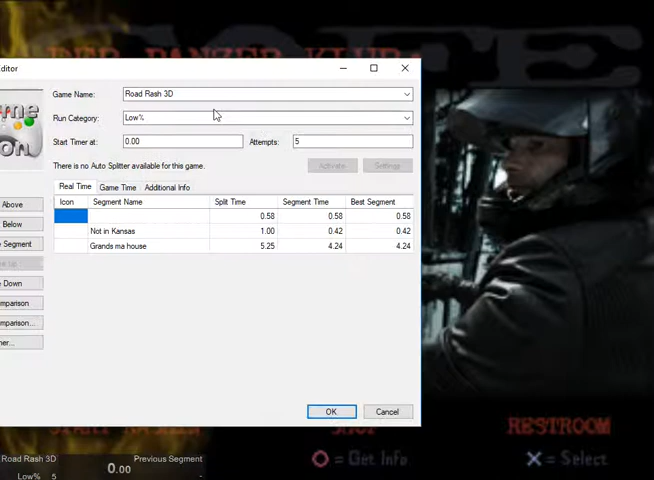 ditor
Game Name: Road Rash 3D
Run Category: Low%
Start Timer at: 0.00 Attempts: 5
There is no Auto Splitter available for this game. Activate Settings
Real Time Game Time Additional Info
Icon Segment Name Split Time Segment Time Best Segment
0.58 0.58 0.58
Not in Kansas 1.00 0.42 0.42
Grands ma house 5.25 4.24 4.24
Above
Below
Segment
Up
Down
mparison
mparison...
her...
OK Cancel
RESTROOM
= Get Info = Select
Road Rash 3D 0.00 Previous Segment
Low% 5 -